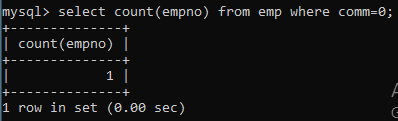 mysql> select count(empno) from emp where comm=0;
+--------------+
| count(empno) |
+--------------+
|            1 |
+--------------+
1 row in set (0.00 sec)